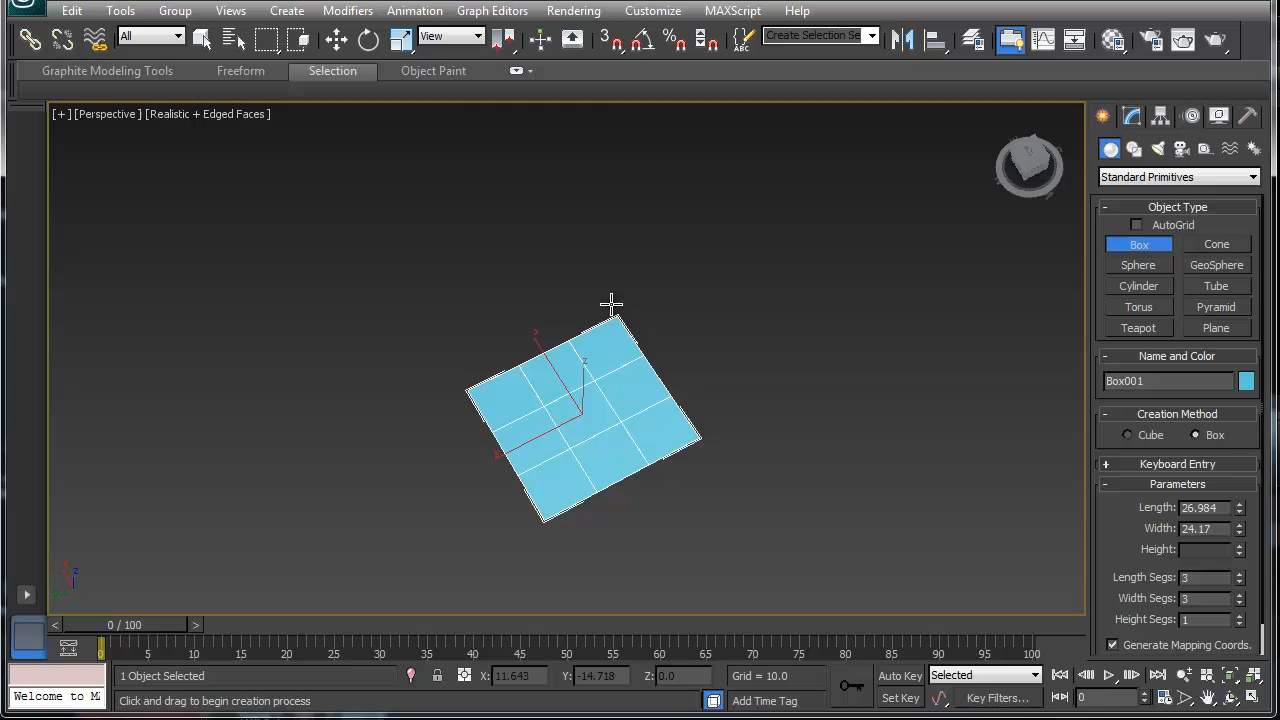 Edit Tools Group Views Create Modifiers Animation Graph Editors Rendering Customize MAXScript Help
All View 3 Create Selection Se
Graphite Modeling Tools Freeform Selection Object Paint
[+] [Perspective ] [Realistic + Edged Faces ]
Standard Primitives
- Object Type
AutoGrid
Box Cone
Sphere GeoSphere
Cylinder Tube
Torus Pyramid
Teapot Plane
- Name and Color
Box001
- Creation Method
Cube Box
+ Keyboard Entry
- Parameters
Length: 26.984
Width: 24.17
Height:
Length Segs: 3
Width Segs: 3
Height Segs: 1
Generate Mapping Coords.
x
z
z
< 0 / 100 >
0 5 10 15 20 25 30 35 40 45 50 55 60 65 70 75 80 85 90 95 100
1 Object Selected X: 11.643 Y: -14.718 Z: 0.0 Grid = 10.0 Auto Key Selected
Welcome to MA Click and drag to begin creation process Add Time Tag Set Key Key Filters... 0